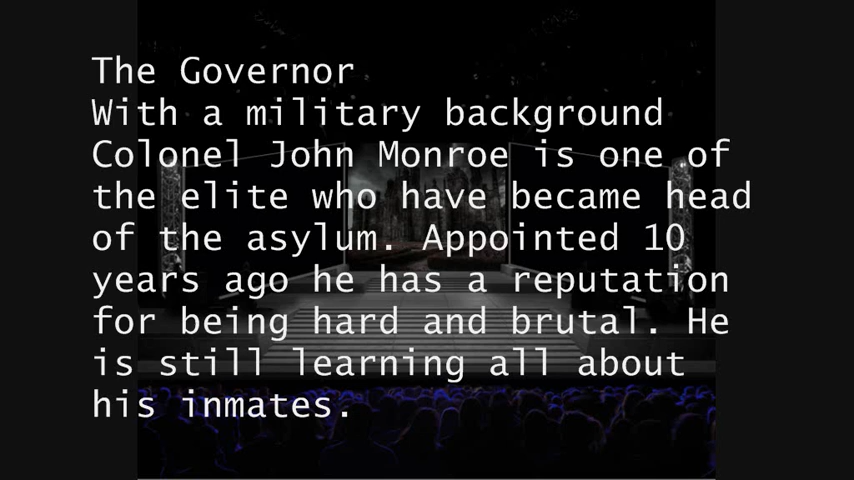 The Governor
With a military background
Colonel John Monroe is one of
the elite who have became head
of the asylum. Appointed 10
years ago he has a reputation
for being hard and brutal. He
is still learning all about
his inmates.